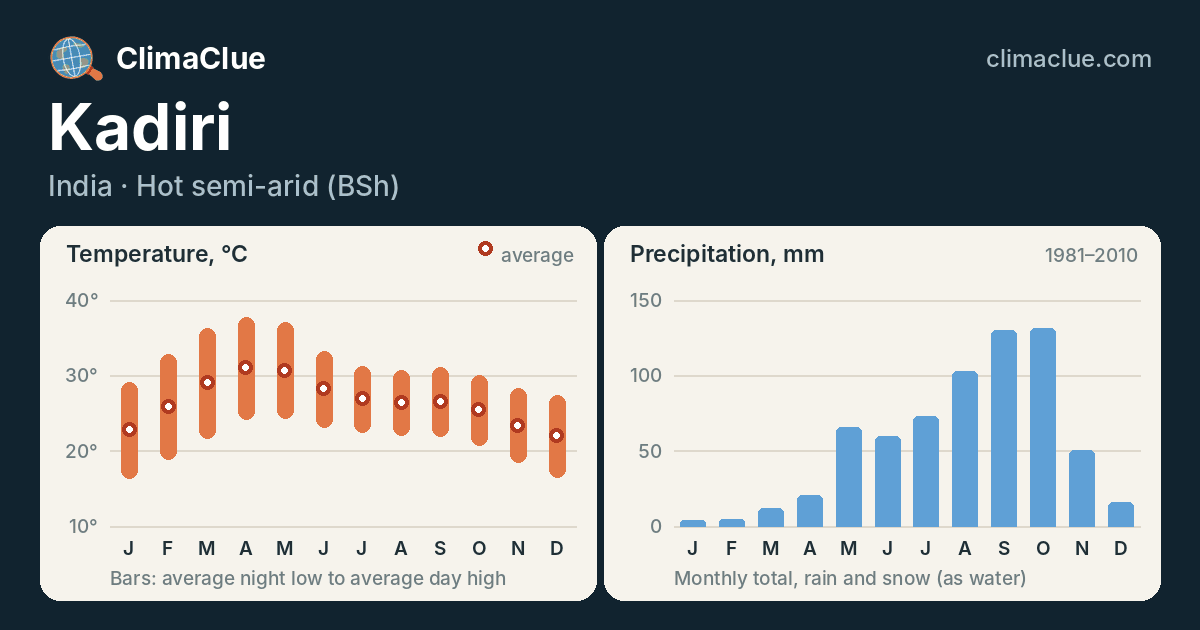 ClimaClue
climaclue.com
Kadiri
India · Hot semi-arid (BSh)
Temperature, °C
average
40°
30°
20°
10°
J F M A M J J A S O N D
Bars: average night low to average day high
Precipitation, mm
1981–2010
150
100
50
0
J F M A M J J A S O N D
Monthly total, rain and snow (as water)